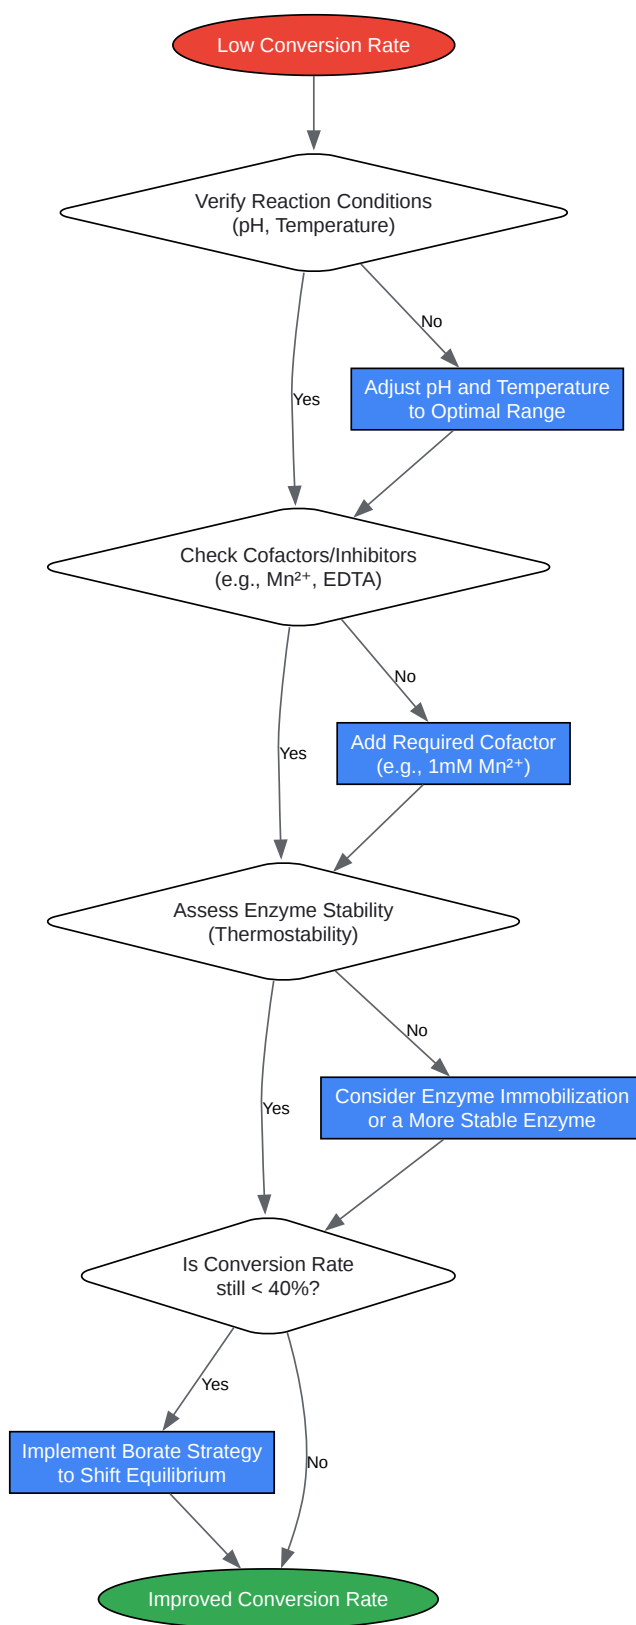 Low Conversion Rate
Verify Reaction Conditions
(pH, Temperature)
No
Adjust pH and Temperature
to Optimal Range
Yes
Check Cofactors/Inhibitors
(e.g., Mn²⁺, EDTA)
No
Add Required Cofactor
(e.g., 1mM Mn²⁺)
Yes
Assess Enzyme Stability
(Thermostability)
No
Consider Enzyme Immobilization
or a More Stable Enzyme
Yes
Is Conversion Rate
still < 40%?
Yes
Implement Borate Strategy
to Shift Equilibrium
No
Improved Conversion Rate